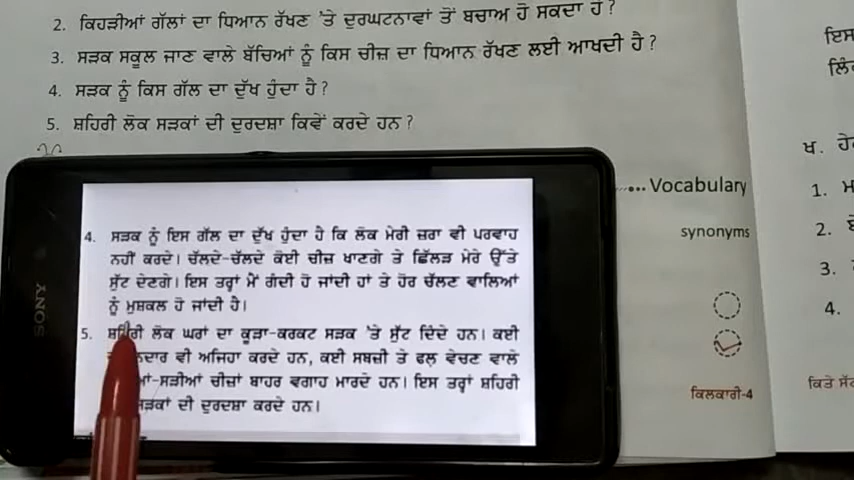 2. ਕਿਹੜੀਆਂ ਗੱਲਾਂ ਦਾ ਧਿਆਨ ਰੱਖਣ 'ਤੇ ਦੁਰਘਟਨਾਵਾਂ ਤੋਂ ਬਚਾਅ ਹੋ ਸਕਦਾ ਹੈ?
3. ਸੜਕ ਸਕੂਲ ਜਾਣ ਵਾਲੇ ਬੱਚਿਆਂ ਨੂੰ ਕਿਸ ਚੀਜ਼ ਦਾ ਧਿਆਨ ਰੱਖਣ ਲਈ ਆਖਦੀ ਹੈ?
4. ਸੜਕ ਨੂੰ ਕਿਸ ਗੱਲ ਦਾ ਦੁੱਖ ਹੁੰਦਾ ਹੈ?
5. ਸ਼ਹਿਰੀ ਲੋਕ ਸੜਕਾਂ ਦੀ ਦੁਰਦਸ਼ਾ ਕਿਵੇਂ ਕਰਦੇ ਹਨ?
Vocabulary
synonyms
SONY
4. ਸੜਕ ਨੂੰ ਇਸ ਗੱਲ ਦਾ ਦੁੱਖ ਹੁੰਦਾ ਹੈ ਕਿ ਲੋਕ ਮੇਰੀ ਜ਼ਰਾ ਵੀ ਪਰਵਾਹ
ਨਹੀਂ ਕਰਦੇ। ਚੱਲਦੇ-ਚੱਲਦੇ ਕੋਈ ਚੀਜ਼ ਖਾਣਗੇ ਤੇ ਛਿੱਲੜ ਮੇਰੇ ਉੱਤੇ
ਸੁੱਟ ਦੇਣਗੇ। ਇਸ ਤਰ੍ਹਾਂ ਮੈਂ ਗੰਦੀ ਹੋ ਜਾਂਦੀ ਹਾਂ ਤੇ ਹੋਰ ਚੱਲਣ ਵਾਲਿਆਂ
ਨੂੰ ਮੁਸ਼ਕਲ ਹੋ ਜਾਂਦੀ ਹੈ।
5. ਸ਼ਹਿਰੀ ਲੋਕ ਘਰਾਂ ਦਾ ਕੂੜਾ-ਕਰਕਟ ਸੜਕ 'ਤੇ ਸੁੱਟ ਦਿੰਦੇ ਹਨ। ਕਈ
ਵੀ ਅਜਿਹਾ ਕਰਦੇ ਹਨ, ਕਈ ਸਬਜ਼ੀ ਤੇ ਫਲ਼ ਵੇਚਣ ਵਾਲੇ
ਚੀਜ਼ਾਂ ਬਾਹਰ ਵਗਾਹ ਮਾਰਦੇ ਹਨ। ਇਸ ਤਰ੍ਹਾਂ ਸ਼ਹਿਰੀ
ਸੜਕਾਂ ਦੀ ਦੁਰਦਸ਼ਾ ਕਰਦੇ ਹਨ।
ਕਿਲਕਾਰੀ-4
ਇਸ
ਖ.
1.
2.
3.
4.
ਕਿਤੇ